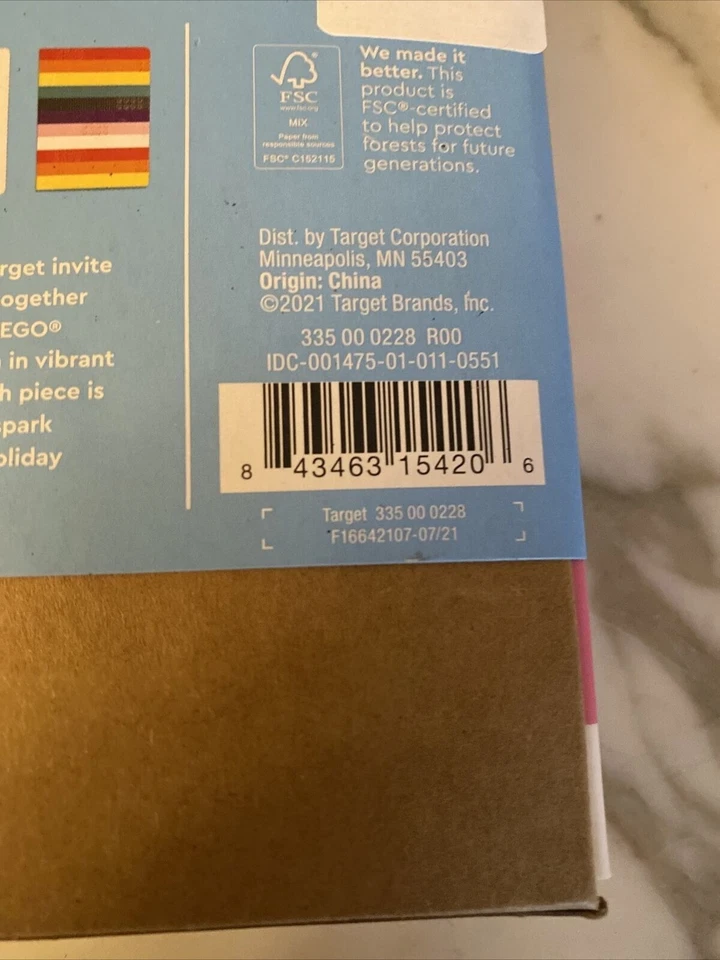 FSC®
www.fsc.org
MIX
Paper from
responsible sources
FSC® C152115
We made it
better. This
product is
FSC®-certified
to help protect
forests for future
generations.
rget invite
ogether
EGO®
in vibrant
h piece is
spark
oliday
Dist. by Target Corporation
Minneapolis, MN 55403
Origin: China
©2021 Target Brands, Inc.
335 00 0228 R00
IDC-001475-01-011-0551
8 43463 15420 6
Target 335 00 0228
F16642107-07/21